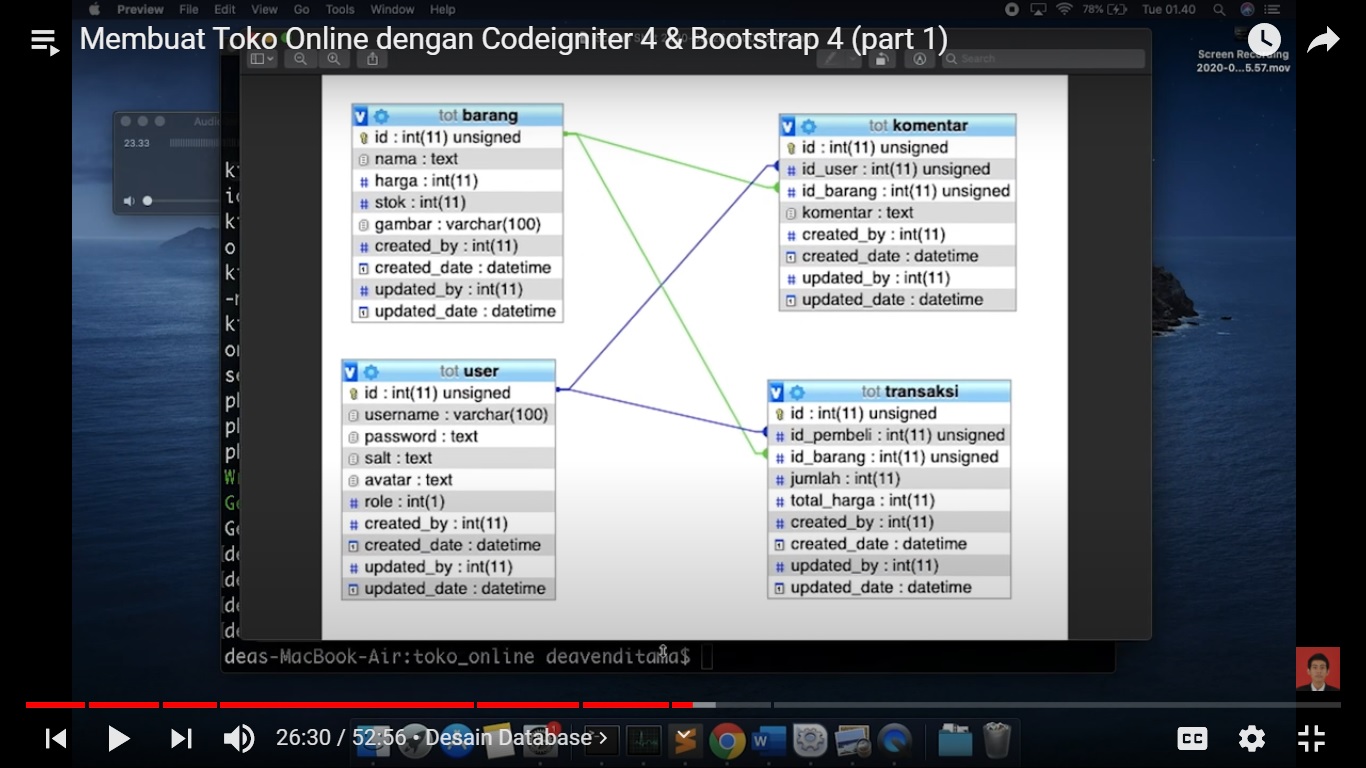 Preview File Edit View Go Tools Window Help 78% Tue 01.40
Membuat Toko Online dengan Codeigniter 4 & Bootstrap 4 (part 1)
Search
Screen Recording
2020-0...5.57.mov
Audi
23.33
tot barang
id : int(11) unsigned
nama : text
harga : int(11)
stok : int(11)
gambar : varchar(100)
created_by : int(11)
created_date : datetime
updated_by : int(11)
updated_date : datetime
tot komentar
id : int(11) unsigned
id_user : int(11) unsigned
id_barang : int(11) unsigned
komentar : text
created_by : int(11)
created_date : datetime
updated_by : int(11)
updated_date : datetime
tot user
id : int(11) unsigned
username : varchar(100)
password : text
salt : text
avatar : text
role : int(1)
created_by : int(11)
created_date : datetime
updated_by : int(11)
updated_date : datetime
tot transaksi
id : int(11) unsigned
id_pembeli : int(11) unsigned
id_barang : int(11) unsigned
jumlah : int(11)
total_harga : int(11)
created_by : int(11)
created_date : datetime
updated_by : int(11)
updated_date : datetime
deas-MacBook-Air:toko_online deavenditama$
26:30 / 52:56 • Desain Database >
CC